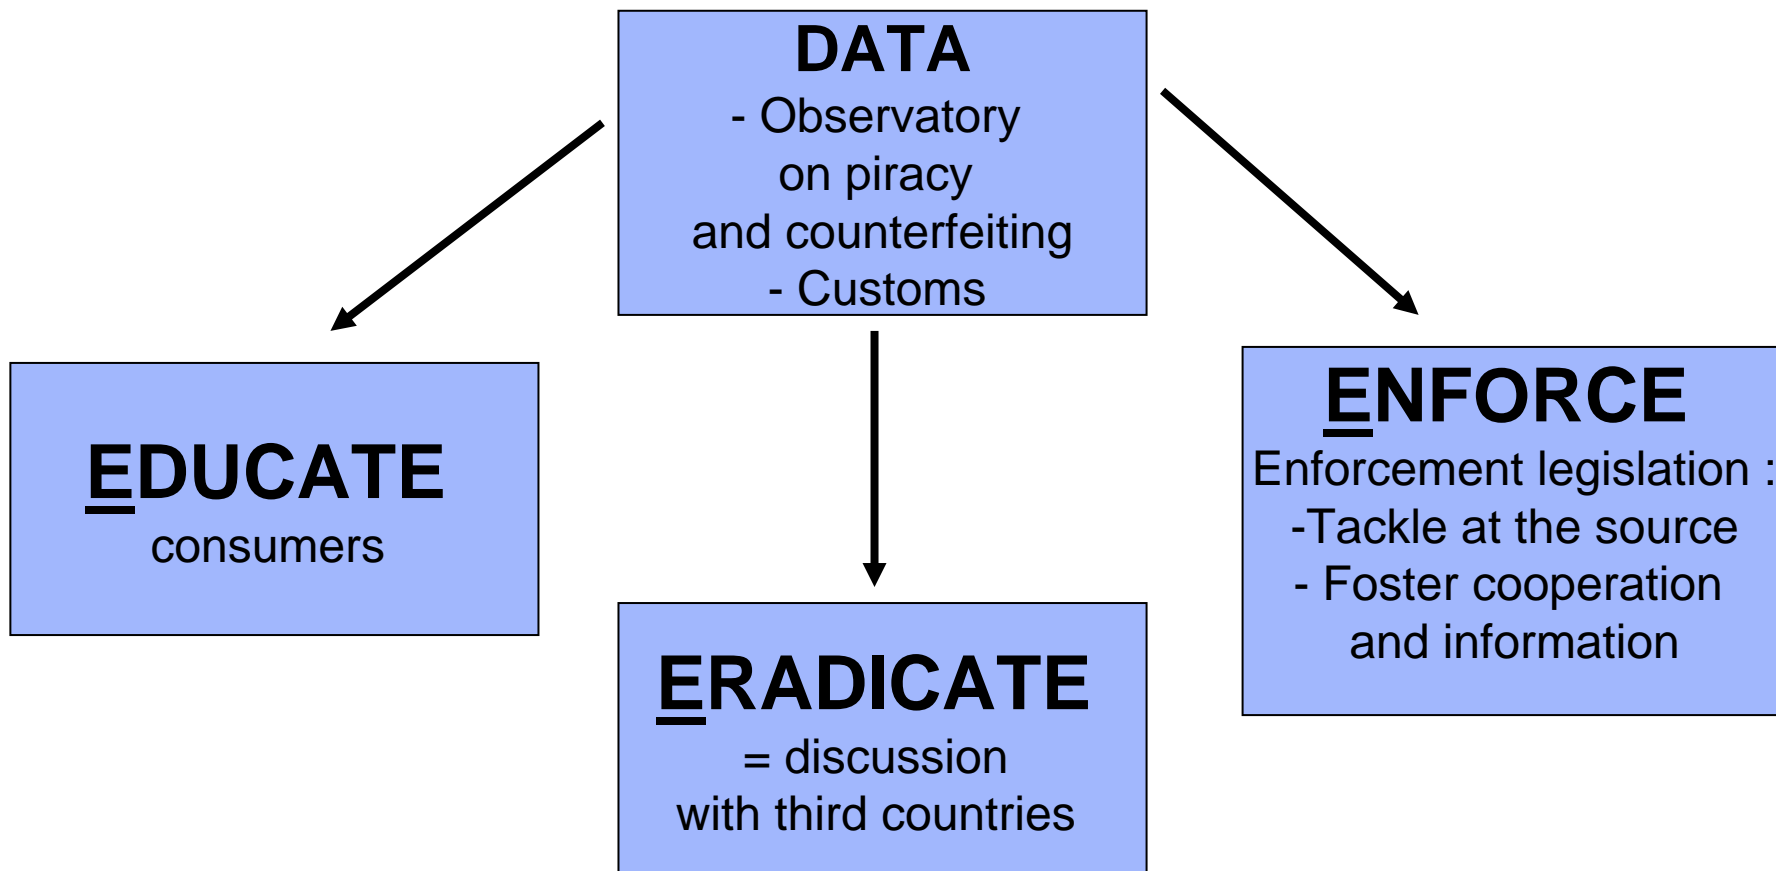 DATA
- Observatory
on piracy
and counterfeiting
- Customs
EDUCATE
consumers
ERADICATE
= discussion
with third countries
ENFORCE
Enforcement legislation :
-Tackle at the source
- Foster cooperation
and information